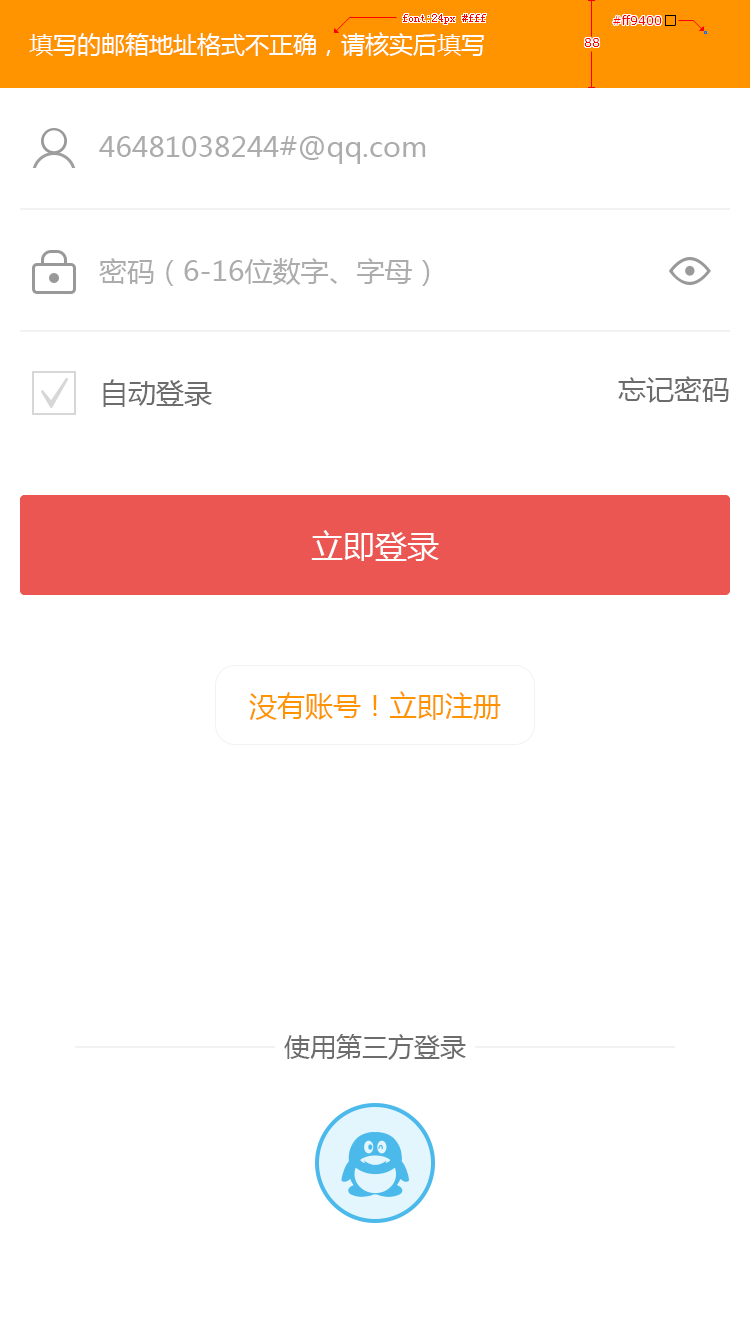 font:24px #fff
#ff9400
88
填写的邮箱地址格式不正确，请核实后填写
46481038244#@qq.com
密码（6-16位数字、字母）
自动登录
忘记密码
立即登录
没有账号！立即注册
使用第三方登录